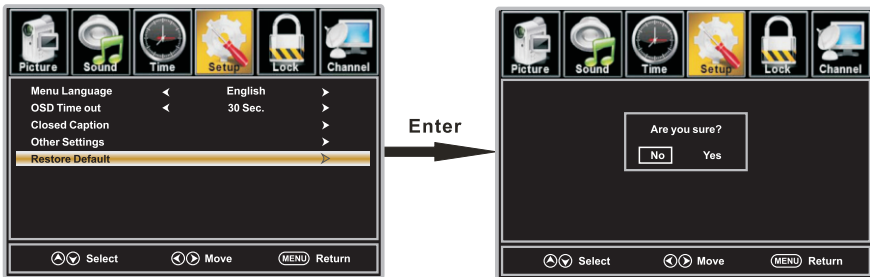 Picture Sound Time Setup Lock Channel
Menu Language English
OSD Time out 30 Sec.
Closed Caption
Other Settings
Restore Default
Select Move MENU Return
Enter
Picture Sound Time Setup Lock Channel
Are you sure?
No Yes
Select Move MENU Return